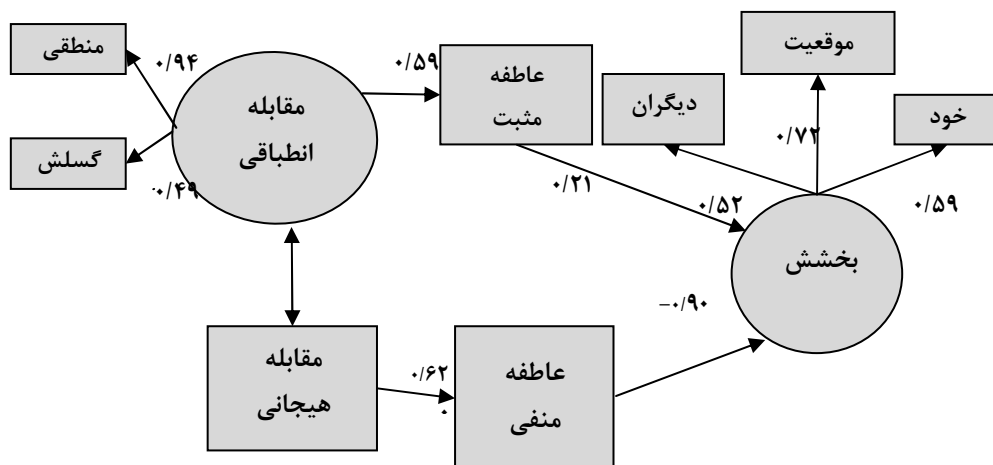 موقعیت
منطقی
عاطفه
مثبت
دیگران
خود
مقابله
انطباقی
گسلش
۰/۹۴
۰/۵۹
۰/۷۲
۰/۴۹
۰/۲۱
۰/۵۲
۰/۵۹
بخشش
−۰/۹۰
مقابله
هیجانی
۰/۶۲
۰
عاطفه
منفی